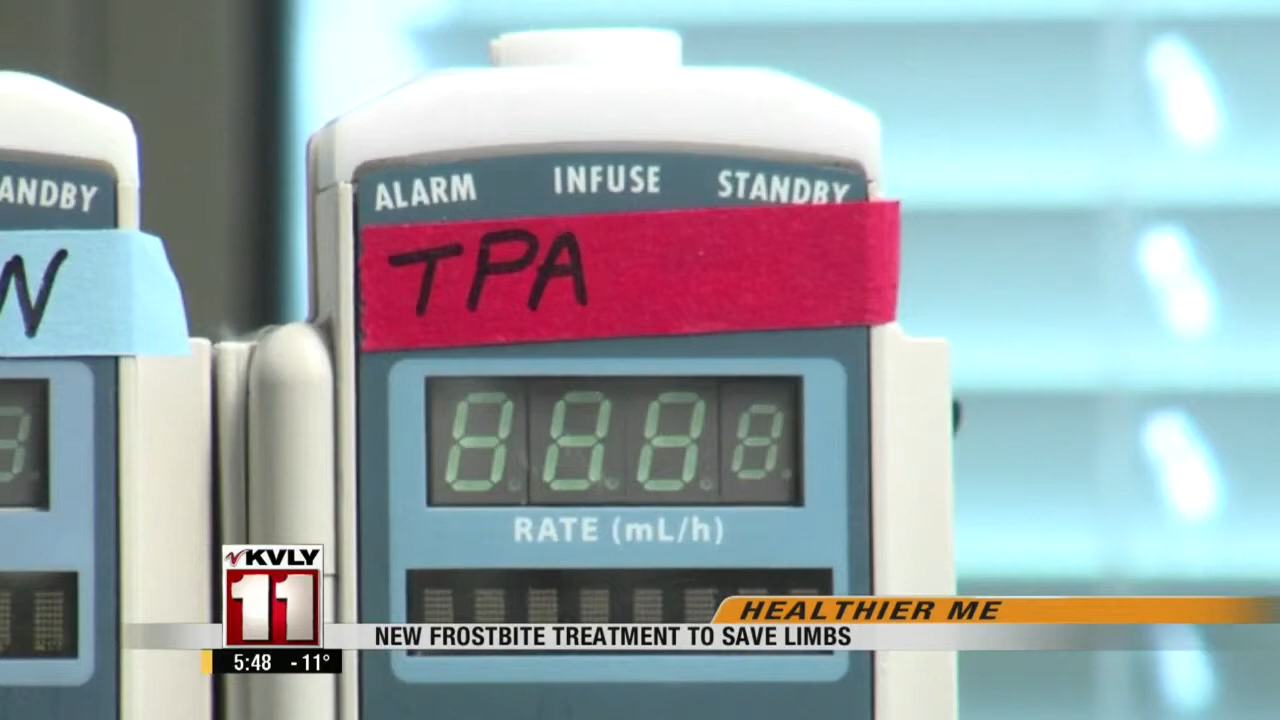 ALARM INFUSE STANDBY
ANDBY
TPA
N
RATE (mL/h)
KVLY
11
HEALTHIER ME
NEW FROSTBITE TREATMENT TO SAVE LIMBS
5:48 -11°